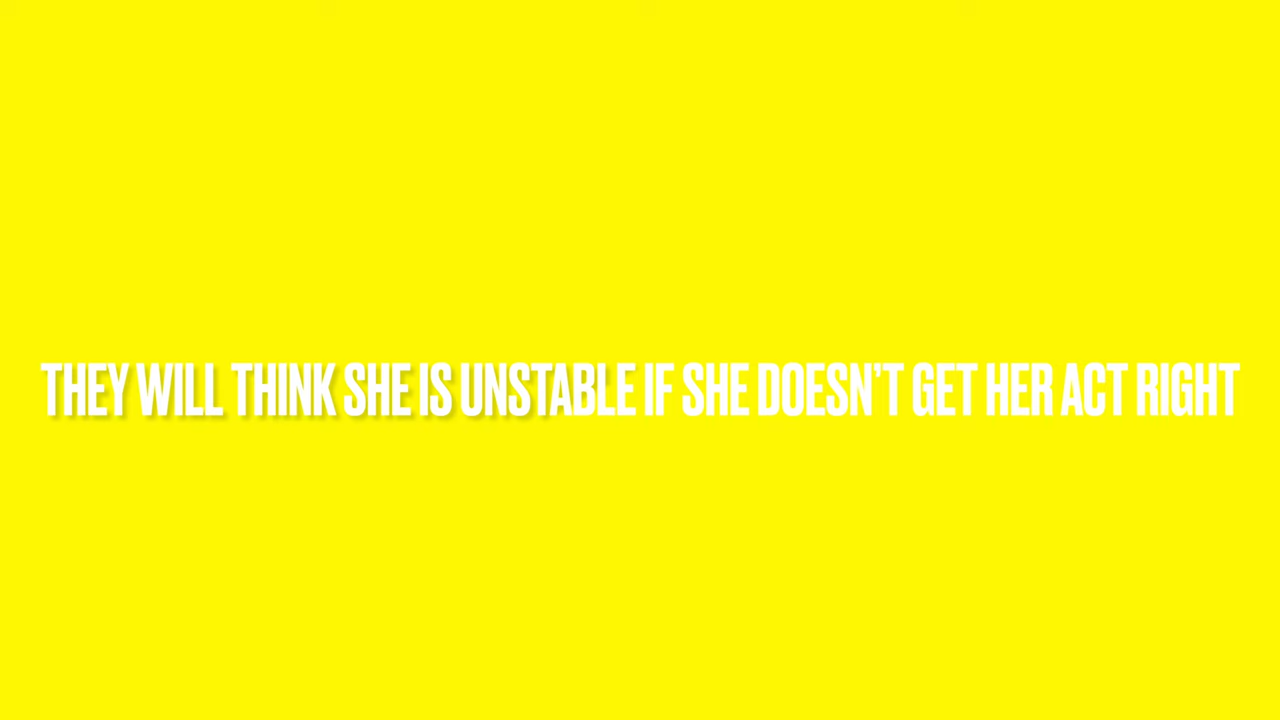 THEY WILL THINK SHE IS UNSTABLE IF SHE DOESN’T GET HER ACT RIGHT